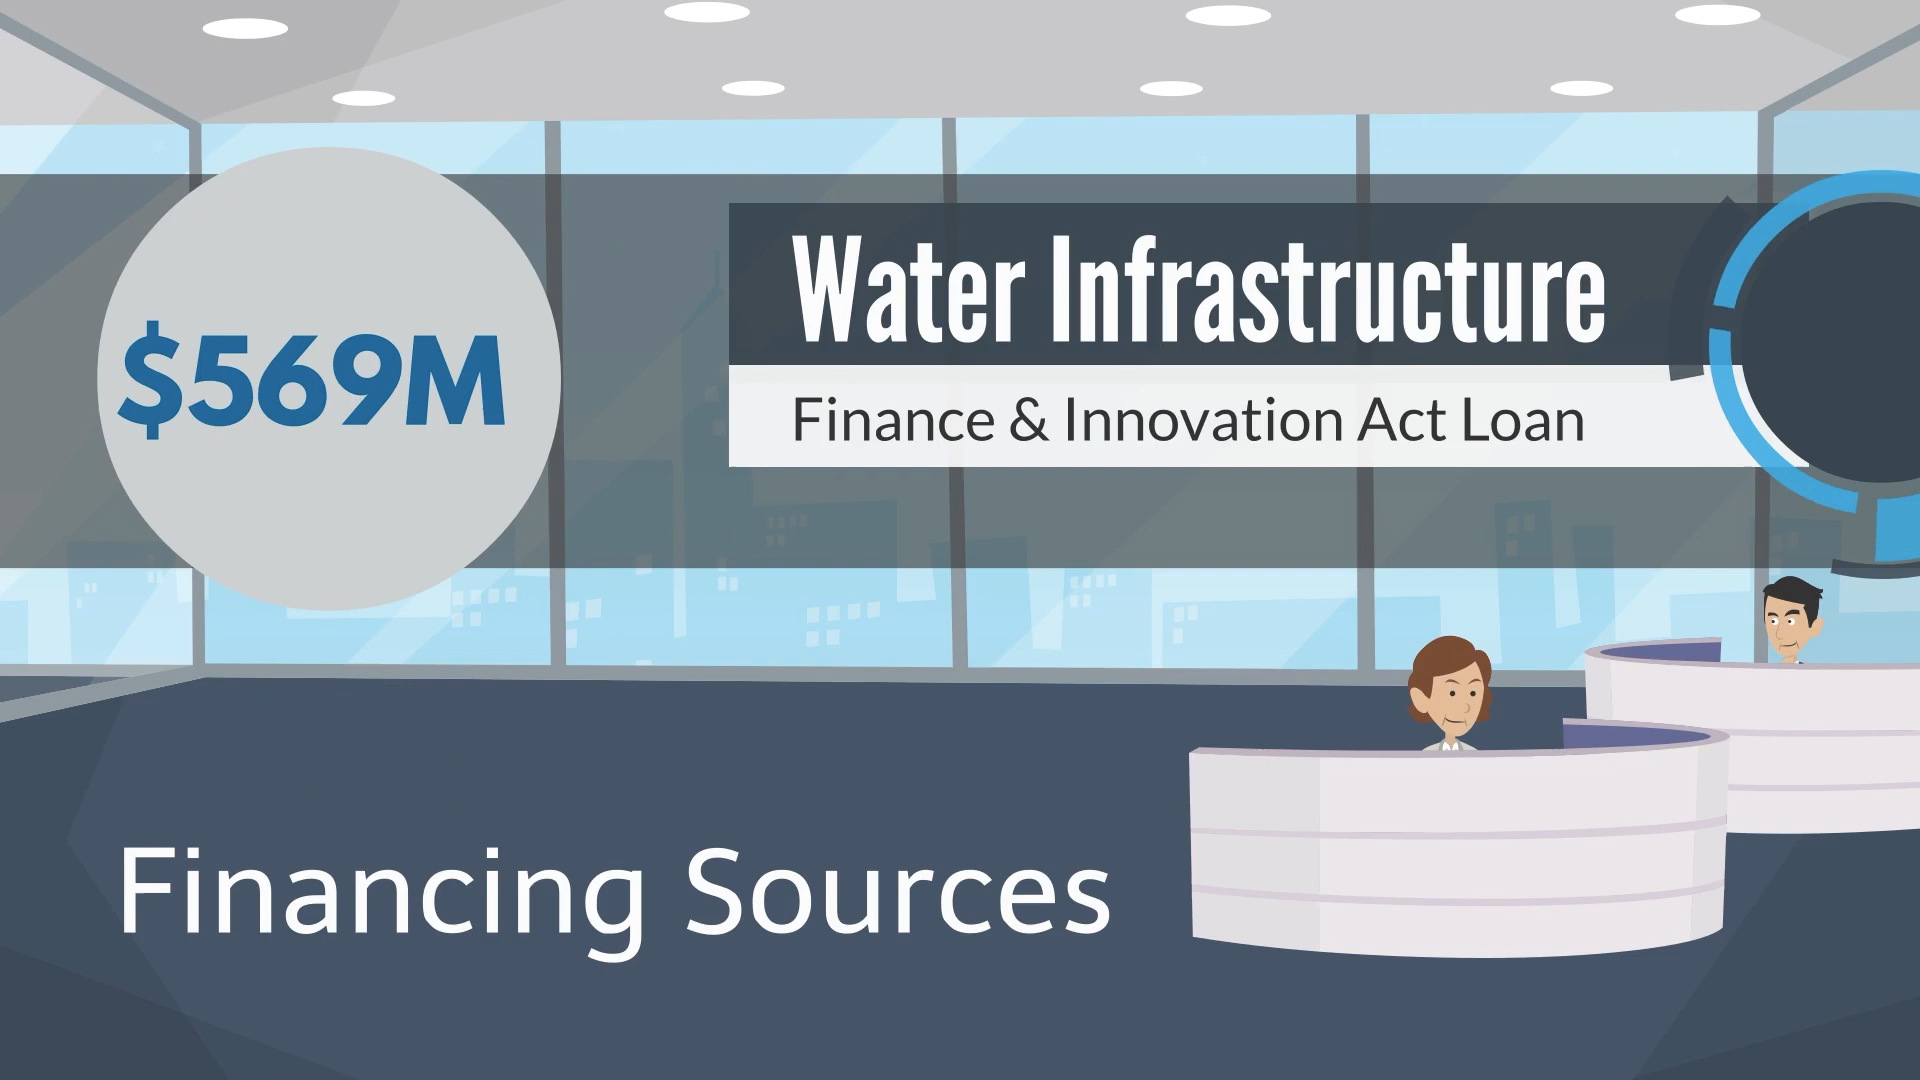 $569M
Water Infrastructure
Finance & Innovation Act Loan
Financing Sources